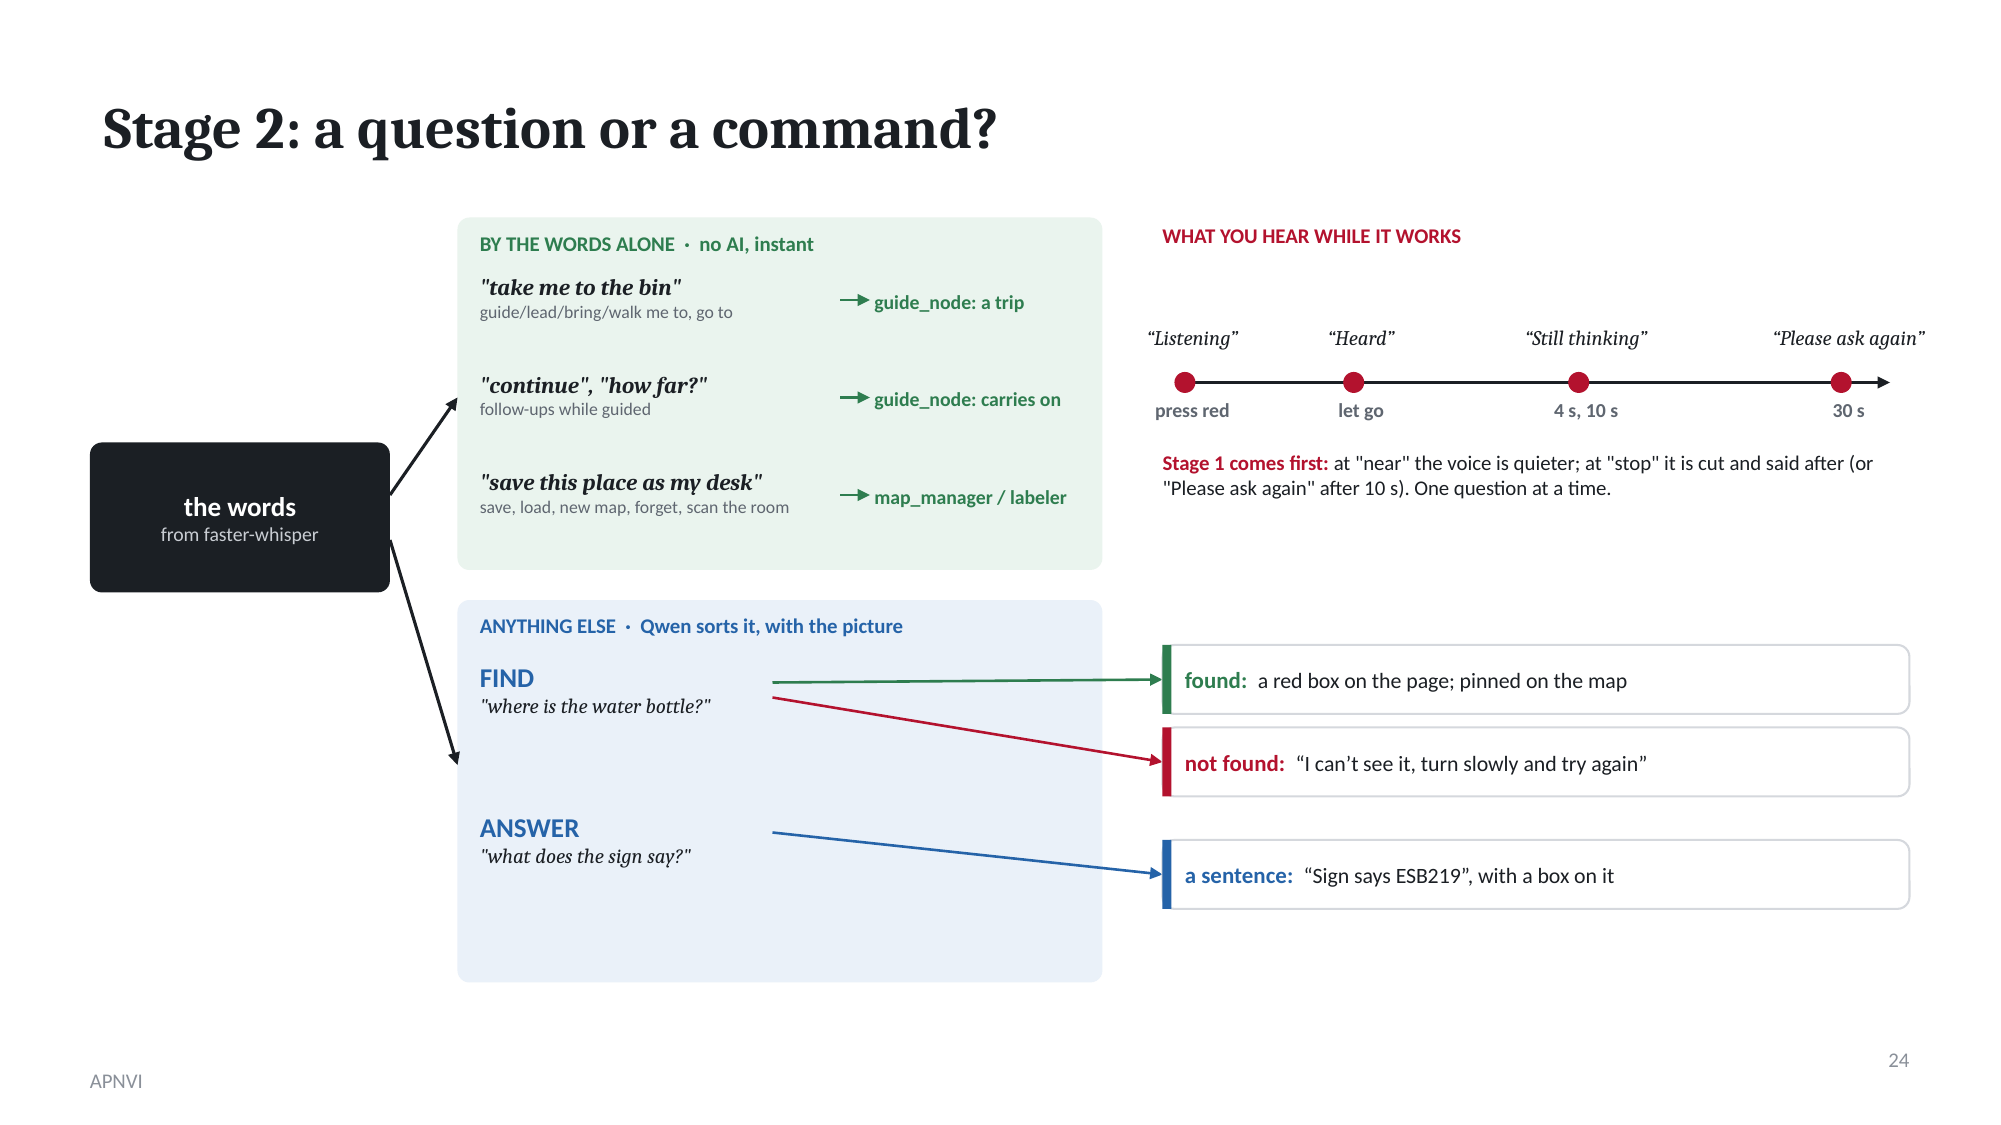 Stage 2: a question or a command?
the words
from faster-whisper
BY THE WORDS ALONE · no AI, instant
"take me to the bin"
guide/lead/bring/walk me to, go to
guide_node: a trip
"continue", "how far?"
follow-ups while guided
guide_node: carries on
"save this place as my desk"
save, load, new map, forget, scan the room
map_manager / labeler
ANYTHING ELSE · Qwen sorts it, with the picture
FIND
"where is the water bottle?"
ANSWER
"what does the sign say?"
WHAT YOU HEAR WHILE IT WORKS
“Listening” “Heard” “Still thinking” “Please ask again”
press red let go 4 s, 10 s 30 s
Stage 1 comes first: at "near" the voice is quieter; at "stop" it is cut and said after (or
"Please ask again" after 10 s). One question at a time.
found: a red box on the page; pinned on the map
not found: “I can’t see it, turn slowly and try again”
a sentence: “Sign says ESB219”, with a box on it
APNVI
24